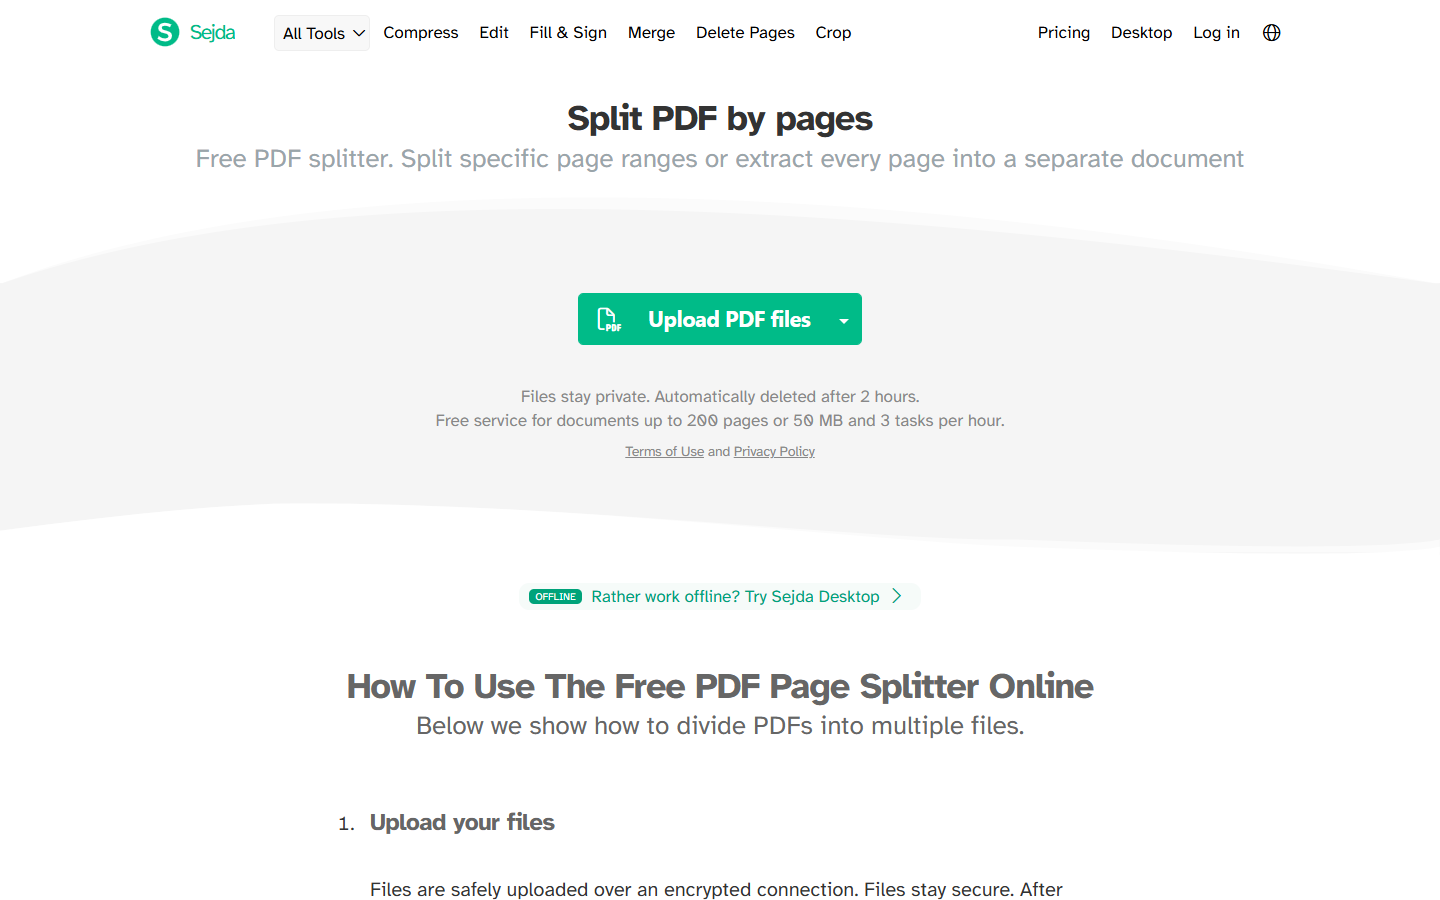 Sejda
All Tools Compress Edit Fill & Sign Merge Delete Pages Crop Pricing Desktop Log in
Split PDF by pages
Free PDF splitter. Split specific page ranges or extract every page into a separate document
PDF Upload PDF files
Files stay private. Automatically deleted after 2 hours.
Free service for documents up to 200 pages or 50 MB and 3 tasks per hour.
Terms of Use and Privacy Policy
OFFLINE Rather work offline? Try Sejda Desktop
How To Use The Free PDF Page Splitter Online
Below we show how to divide PDFs into multiple files.
1. Upload your files
Files are safely uploaded over an encrypted connection. Files stay secure. After